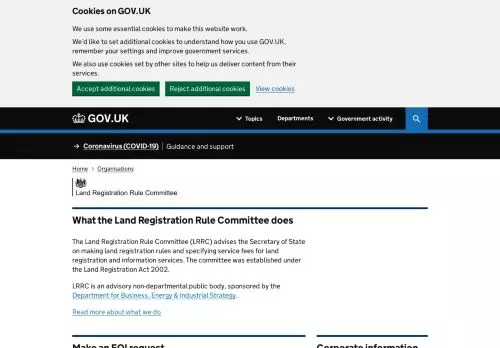 Cookies on GOV.UK
We use some essential cookies to make this website work.
We'd like to set additional cookies to understand how you use GOV.UK,
remember your settings and improve government services.
We also use cookies set by other sites to help us deliver content from their
services.
Accept additional cookies Reject additional cookies View cookies
GOV.UK Topics Departments Government activity
→ Coronavirus (COVID-19) Guidance and support
Home > Organisations
Land Registration Rule Committee
What the Land Registration Rule Committee does
The Land Registration Rule Committee (LRRC) advises the Secretary of State
on making land registration rules and specifying service fees for land
registration and information services. The committee was established under
the Land Registration Act 2002.
LRRC is an advisory non-departmental public body, sponsored by the
Department for Business, Energy & Industrial Strategy.
Read more about what we do
Make an FOI request Corporate information